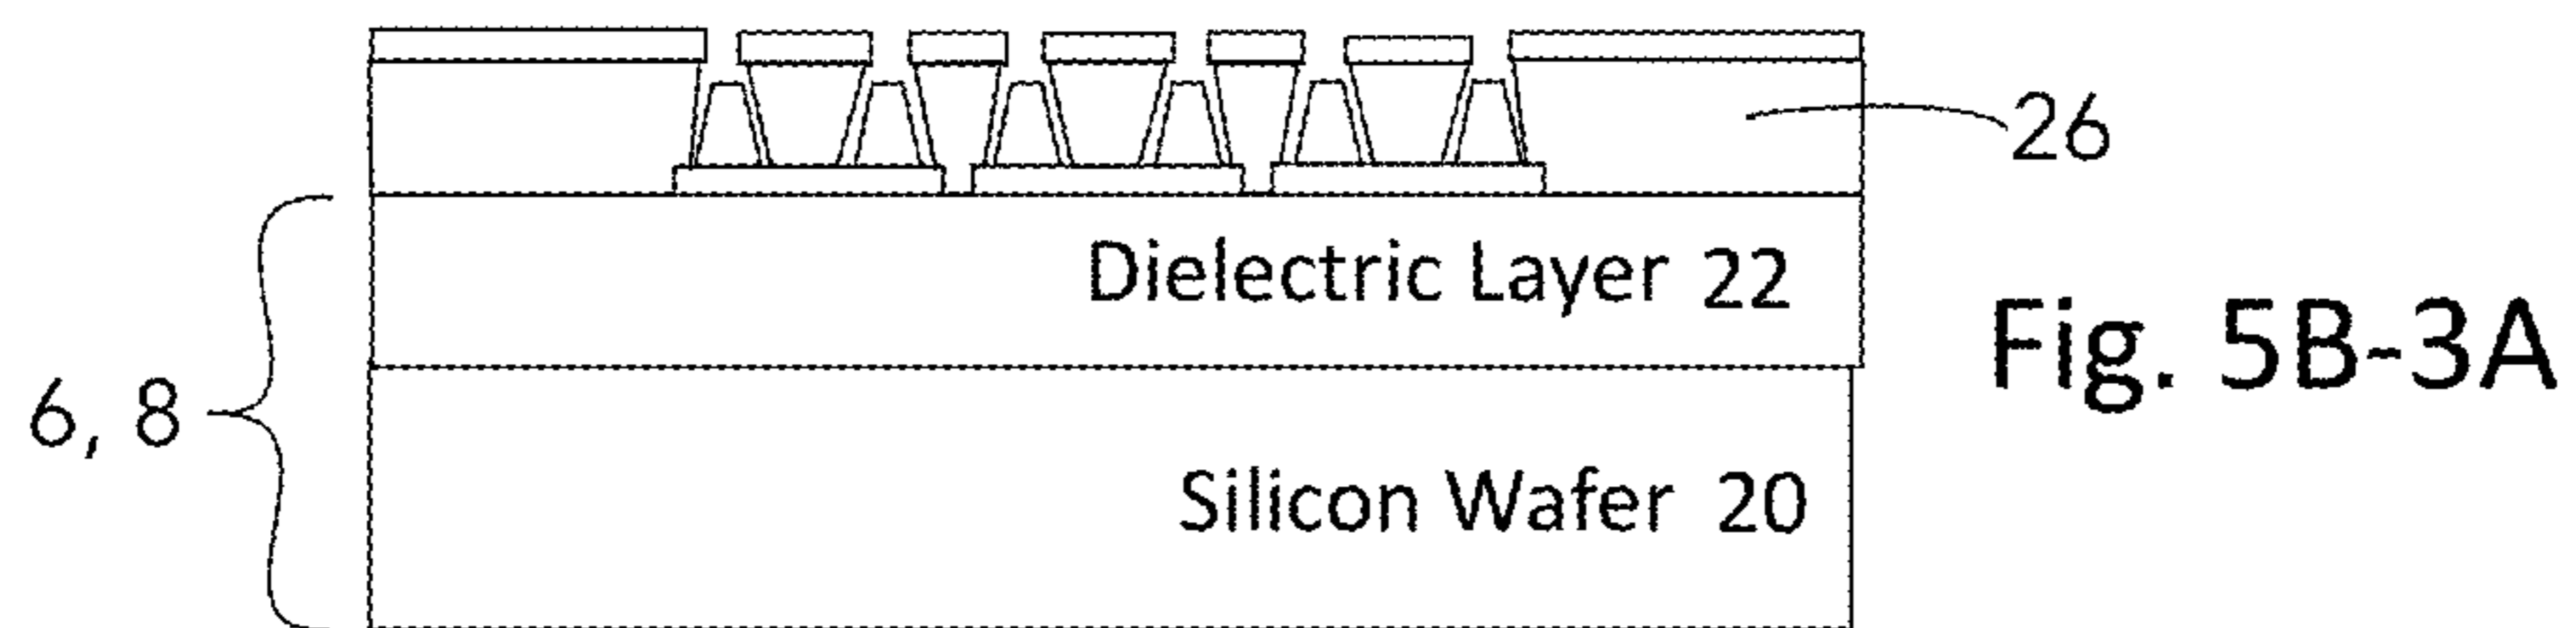 26
Dielectric Layer 22
Fig. 5B-3A
6, 8
Silicon Wafer 20